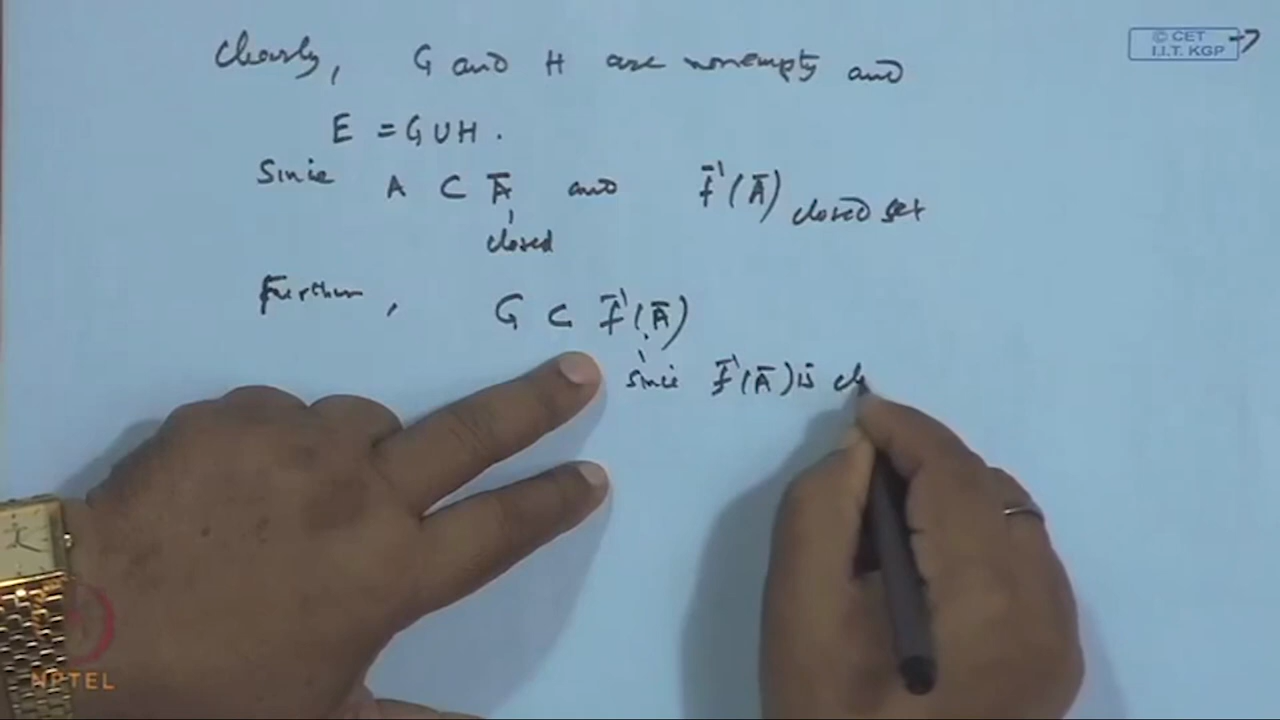 © CET
I.I.T. KGP
Clearly, G and H are nonempty and
E = G ∪ H .
Since A ⊂ Ā and f⁻¹(Ā) closed set
closed
Further, G ⊂ f⁻¹(Ā)
since f⁻¹(Ā) is cl
NPTEL